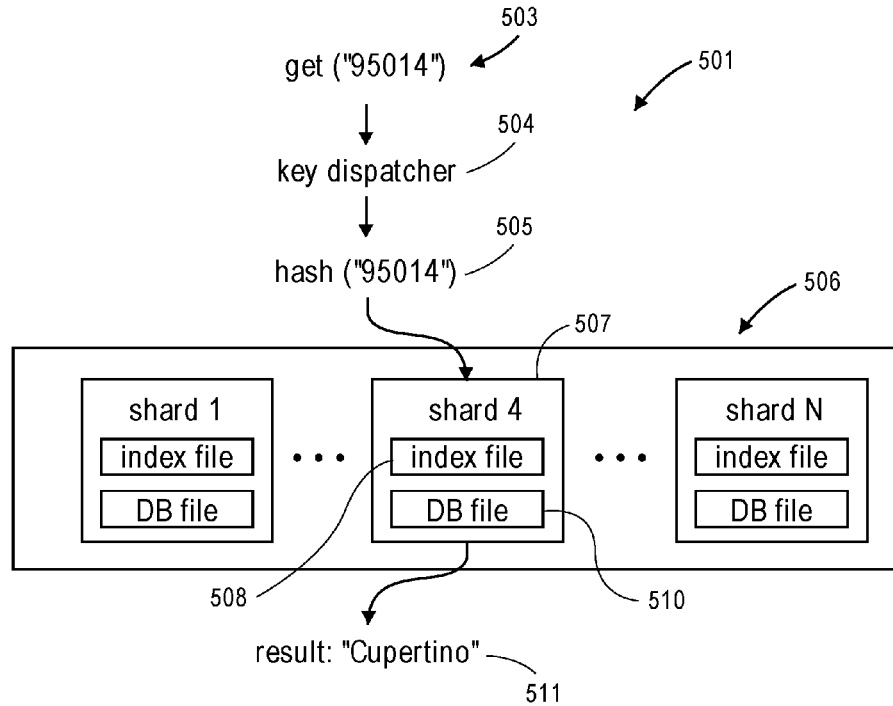 503
get ("95014")
501
504
key dispatcher
505
hash ("95014")
506
507
shard 1
shard 4
shard N
index file
index file
index file
DB file
DB file
DB file
508
510
result: "Cupertino"
511